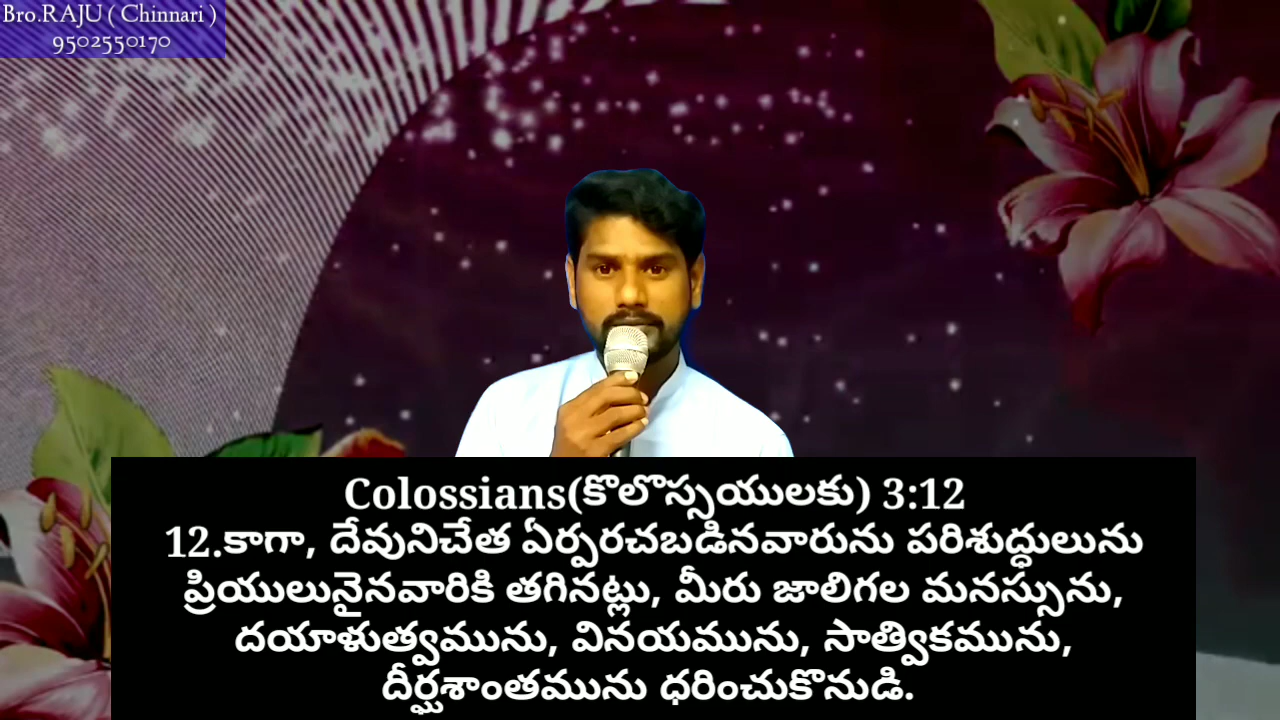 Bro.RAJU ( Chinnari )
9502550170
Colossians(కొలొస్సయులకు) 3:12
12.కాగా, దేవునిచేత ఏర్పరచబడినవారును పరిశుద్ధులును
ప్రియులునైనవారికి తగినట్లు, మీరు జాలిగల మనస్సును,
దయాళుత్వమును, వినయమును, సాత్వికమును,
దీర్ఘశాంతమును ధరించుకొనుడి.